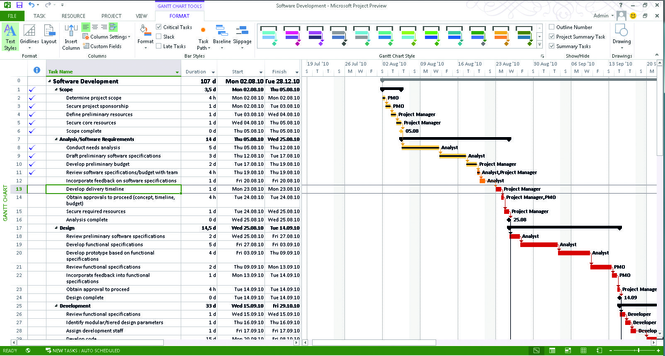 GANTT CHART TOOLS
Software Development - Microsoft Project Preview
FILE TASK RESOURCE PROJECT VIEW FORMAT
Admin
Text Styles
Gridlines
Layout
Insert Column
Column Settings
Custom Fields
Format
Critical Tasks
Slack
Late Tasks
Task Path
Baseline
Slippage
Outline Number
Project Summary Task
Summary Tasks
Drawing
Format
Columns
Bar Styles
Gantt Chart Style
Show/Hide
Drawings
Task Name Duration Start Finish
19 Jul '10 26 Jul '10 02 Aug '10 09 Aug '10 16 Aug '10 23 Aug '10 30 Aug '10 06 Sep '10 13 Sep '10
0 Software Development 107 d Mon 02.08.10 Tue 28.12.10
1 Scope 3,5 d Mon 02.08.10 Thu 05.08.10
2 Determine project scope 4 h Mon 02.08.10 Mon 02.08.10 PMO
3 Secure project sponsorship 1 d Mon 02.08.10 Tue 03.08.10 PMO
4 Define preliminary resources 1 d Tue 03.08.10 Wed 04.08.10 Project Manager
5 Secure core resources 1 d Wed 04.08.10 Thu 05.08.10 Project Manager
6 Scope complete 0 d Thu 05.08.10 Thu 05.08.10 05.08
7 Analysis/Software Requirements 14 d Thu 05.08.10 Wed 25.08.10
8 Conduct needs analysis 5 d Thu 05.08.10 Thu 12.08.10 Analyst
9 Draft preliminary software specifications 3 d Thu 12.08.10 Tue 17.08.10 Analyst
10 Develop preliminary budget 2 d Tue 17.08.10 Thu 19.08.10 Project Manager
11 Review software specifications/budget with team 4 h Thu 19.08.10 Thu 19.08.10 Analyst,Project Manager
12 Incorporate feedback on software specifications 1 d Fri 20.08.10 Fri 20.08.10 Analyst
13 Develop delivery timeline 1 d Mon 23.08.10 Mon 23.08.10 Project Manager
14 Obtain approvals to proceed (concept, timeline, budget) 4 h Tue 24.08.10 Tue 24.08.10 Project Manager,PMO
15 Secure required resources 1 d Tue 24.08.10 Wed 25.08.10 Project Manager
16 Analysis complete 0 d Wed 25.08.10 Wed 25.08.10 25.08
17 Design 14,5 d Wed 25.08.10 Tue 14.09.10
18 Review preliminary software specifications 2 d Wed 25.08.10 Fri 27.08.10 Analyst
19 Develop functional specifications 5 d Fri 27.08.10 Fri 03.09.10 Analyst
20 Develop prototype based on functional specifications 4 d Fri 03.09.10 Thu 09.09.10 Analyst
21 Review functional specifications 2 d Thu 09.09.10 Mon 13.09.10 PMO
22 Incorporate feedback into functional specifications 1 d Mon 13.09.10 Tue 14.09.10 PMO
23 Obtain approval to proceed 4 h Tue 14.09.10 Tue 14.09.10 Project Manager
24 Design complete 0 d Tue 14.09.10 Tue 14.09.10 14.09
25 Development 33 d Wed 15.09.10 Fri 29.10.10
26 Review functional specifications 1 d Wed 15.09.10 Wed 15.09.10 Developer
27 Identify modular/tiered design parameters 1 d Thu 16.09.10 Thu 16.09.10 Developer
28 Assign development staff 1 d Fri 17.09.10 Fri 17.09.10
GANTT CHART
READY
NEW TASKS : AUTO SCHEDULED